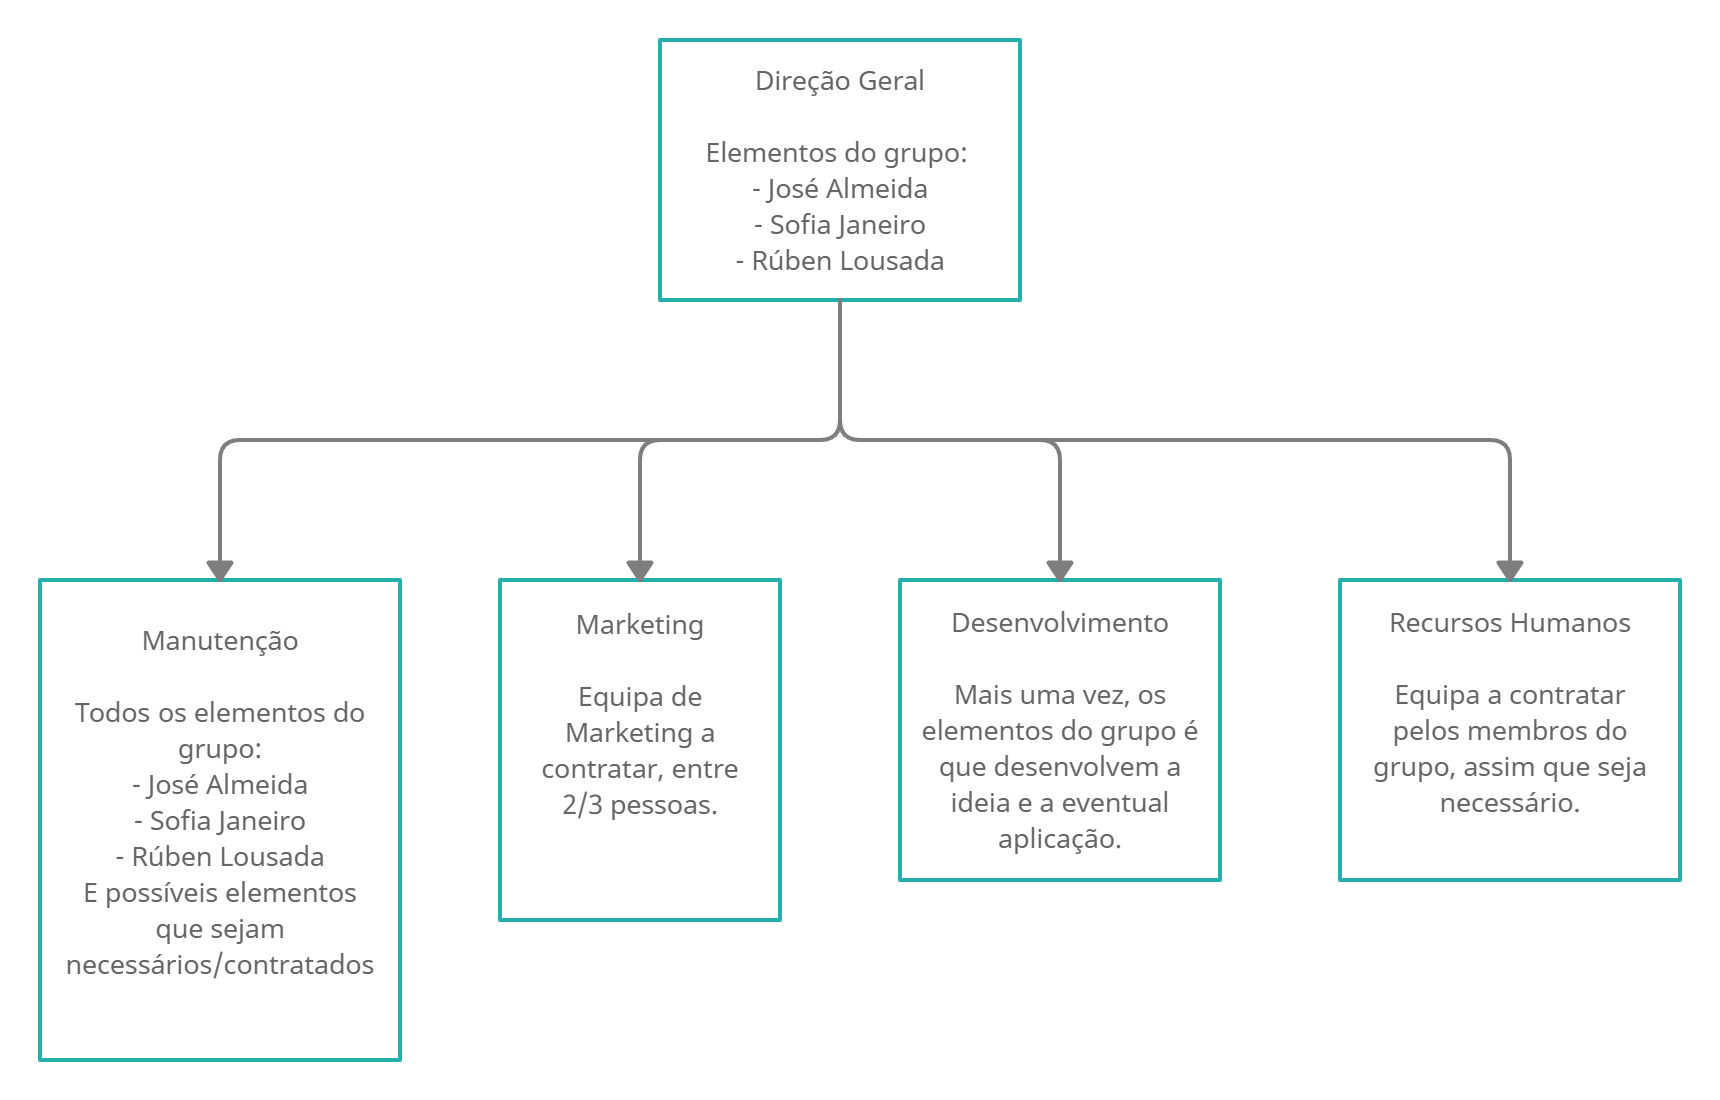 Direção Geral
Elementos do grupo:
- José Almeida
- Sofia Janeiro
- Rúben Lousada
Manutenção
Todos os elementos do
grupo:
- José Almeida
- Sofia Janeiro
- Rúben Lousada
E possíveis elementos
que sejam
necessários/contratados
Marketing
Equipa de
Marketing a
contratar, entre
2/3 pessoas.
Desenvolvimento
Mais uma vez, os
elementos do grupo é
que desenvolvem a
ideia e a eventual
aplicação.
Recursos Humanos
Equipa a contratar
pelos membros do
grupo, assim que seja
necessário.